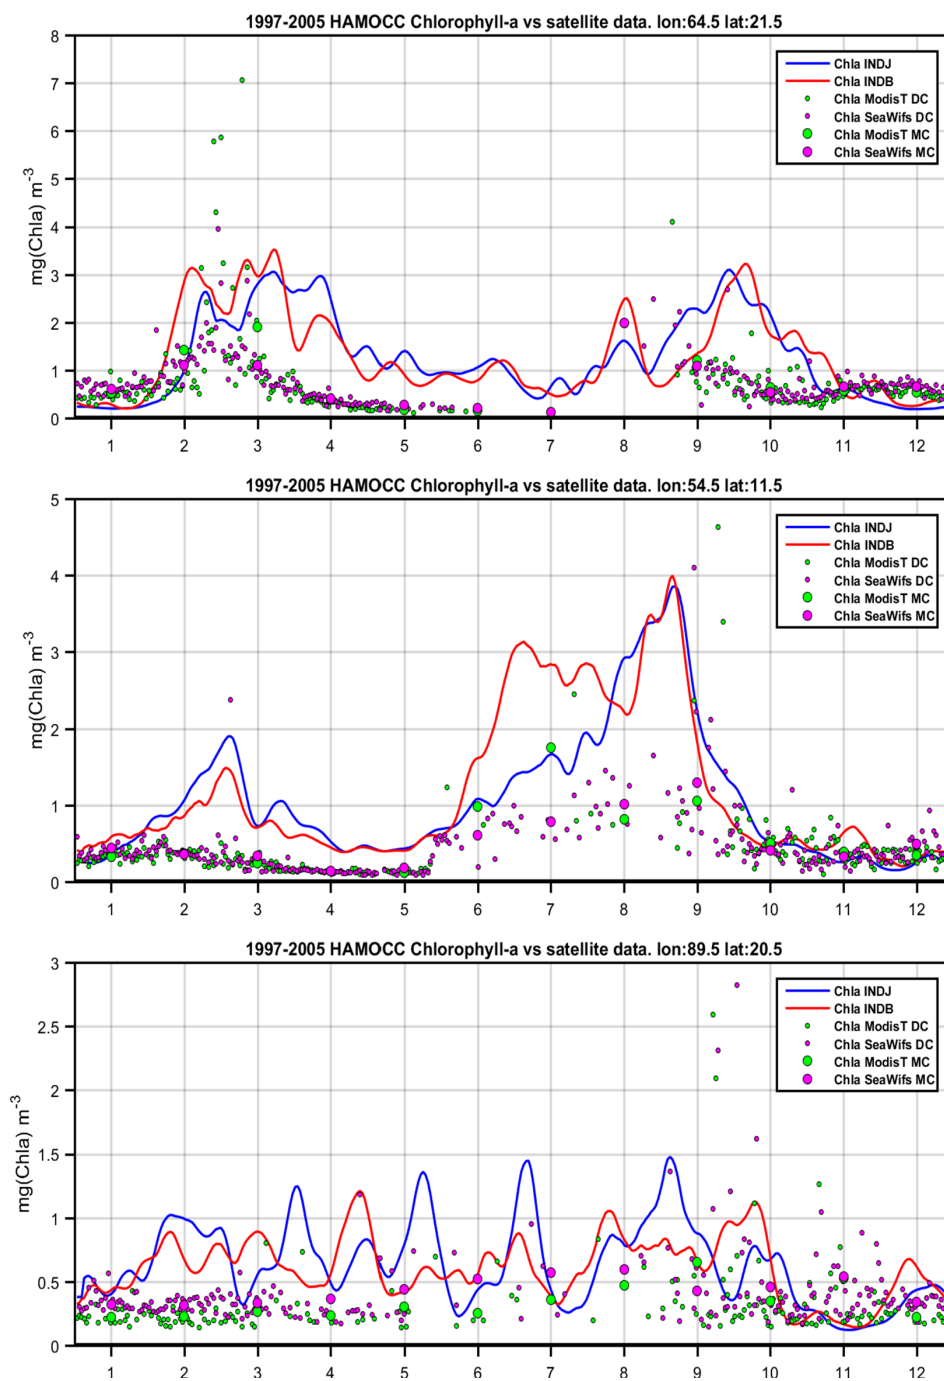 1997-2005 HAMOCC Chlorophyll-a vs satellite data. lon:64.5 lat:21.5
8
7
6
5
4
3
2
1
0
mg(Chla) m-3
Chla INDJ
Chla INDB
Chla ModisT DC
Chla SeaWifs DC
Chla ModisT MC
Chla SeaWifs MC
1 2 3 4 5 6 7 8 9 10 11 12
1997-2005 HAMOCC Chlorophyll-a vs satellite data. lon:54.5 lat:11.5
5
4
3
2
1
0
mg(Chla) m-3
Chla INDJ
Chla INDB
Chla ModisT DC
Chla SeaWifs DC
Chla ModisT MC
Chla SeaWifs MC
1 2 3 4 5 6 7 8 9 10 11 12
1997-2005 HAMOCC Chlorophyll-a vs satellite data. lon:89.5 lat:20.5
3
2.5
2
1.5
1
0.5
0
mg(Chla) m-3
Chla INDJ
Chla INDB
Chla ModisT DC
Chla SeaWifs DC
Chla ModisT MC
Chla SeaWifs MC
1 2 3 4 5 6 7 8 9 10 11 12